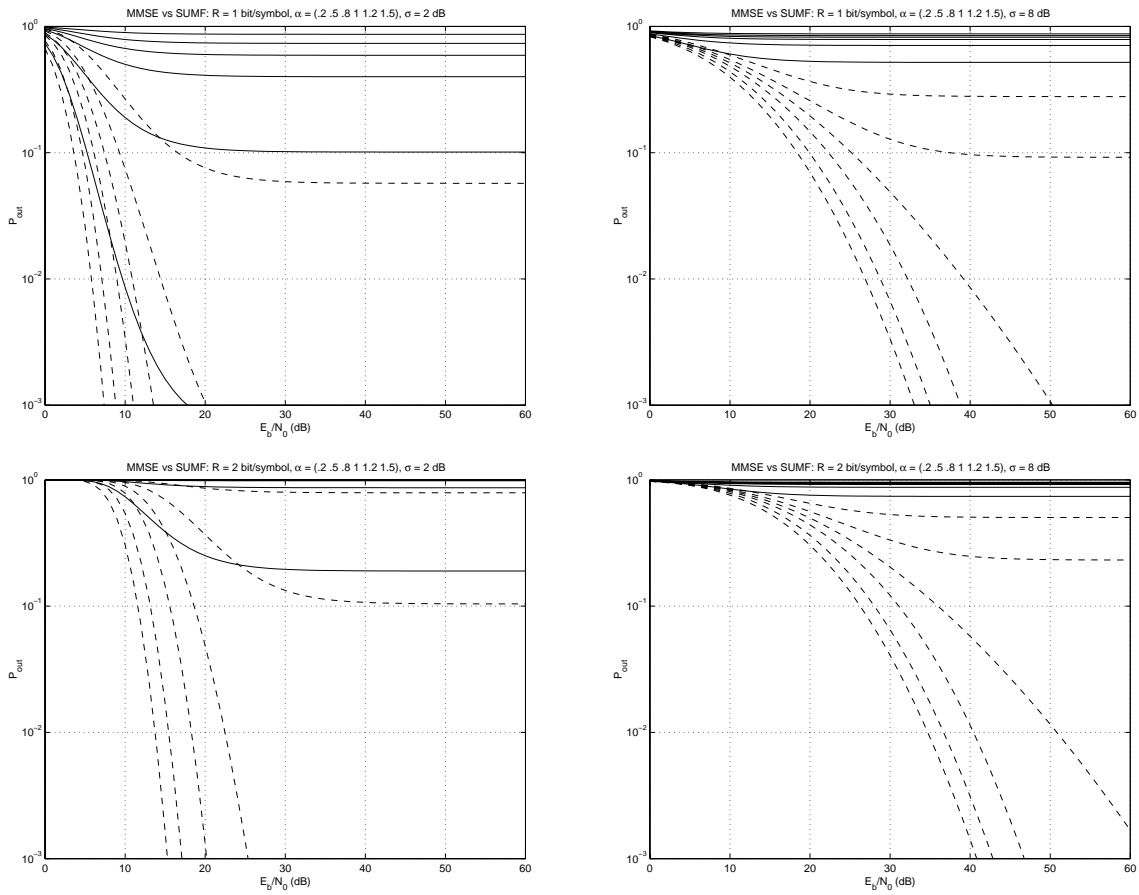 MMSE vs SUMF: R = 1 bit/symbol, α = (.2 .5 .8 1 1.2 1.5), σ = 2 dB
10^0
10^-1
10^-2
10^-3
P_out
0 10 20 30 40 50 60
E_b/N_0 (dB)
MMSE vs SUMF: R = 1 bit/symbol, α = (.2 .5 .8 1 1.2 1.5), σ = 8 dB
10^0
10^-1
10^-2
10^-3
P_out
0 10 20 30 40 50 60
E_b/N_0 (dB)
MMSE vs SUMF: R = 2 bit/symbol, α = (.2 .5 .8 1 1.2 1.5), σ = 2 dB
10^0
10^-1
10^-2
10^-3
P_out
0 10 20 30 40 50 60
E_b/N_0 (dB)
MMSE vs SUMF: R = 2 bit/symbol, α = (.2 .5 .8 1 1.2 1.5), σ = 8 dB
10^0
10^-1
10^-2
10^-3
P_out
0 10 20 30 40 50 60
E_b/N_0 (dB)